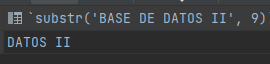 `substr('BASE DE DATOS II', 9)
DATOS II